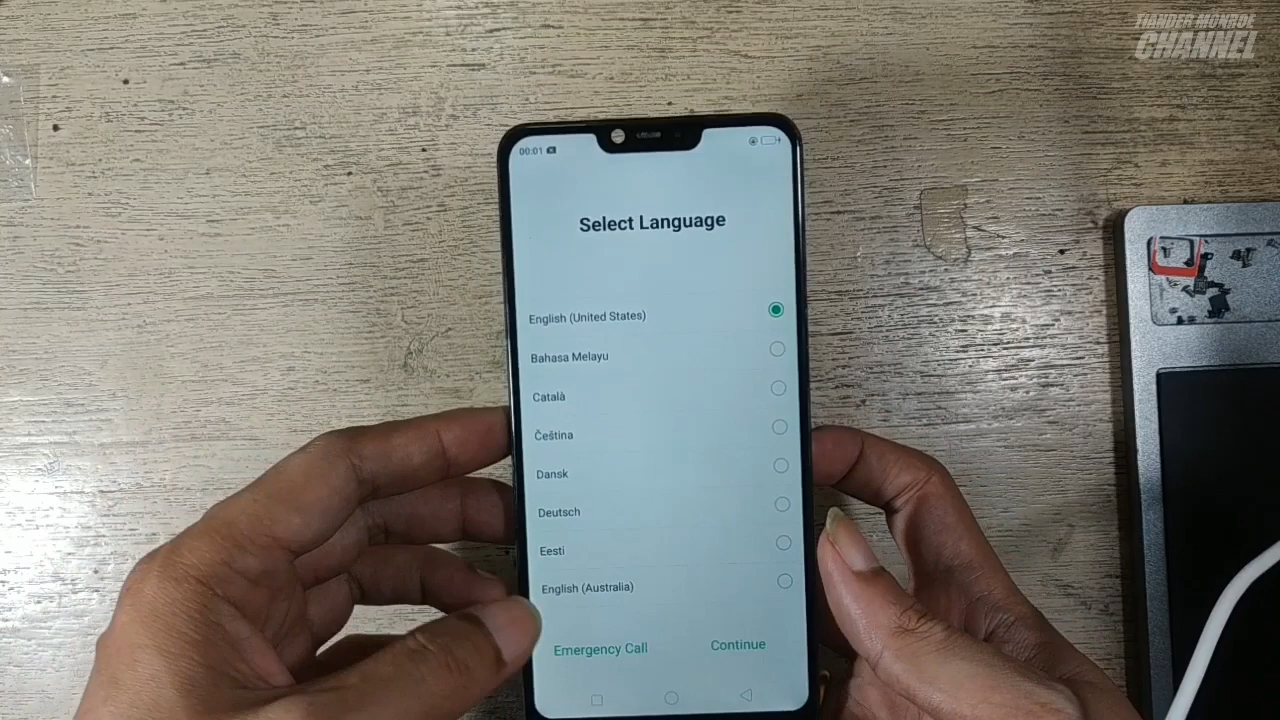 TIANDER MONROE
CHANNEL
00:01
Select Language
English (United States)
Bahasa Melayu
Català
Čeština
Dansk
Deutsch
Eesti
English (Australia)
Emergency Call
Continue